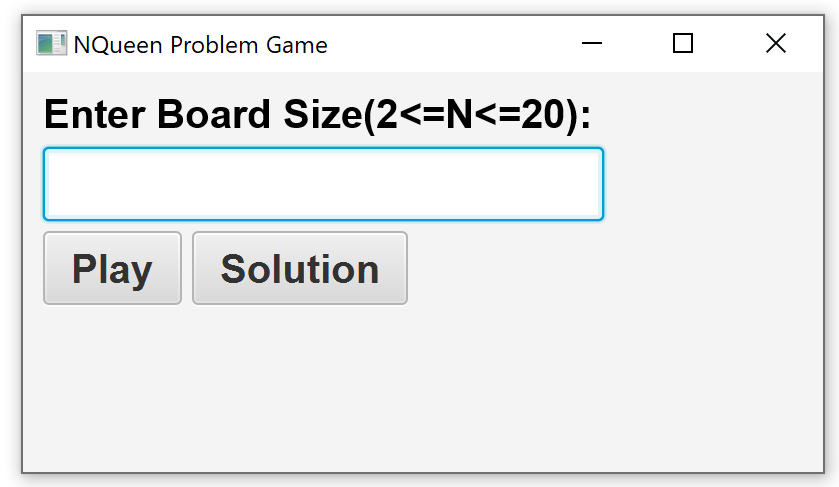 NQueen Problem Game
Enter Board Size(2<=N<=20):
Play Solution